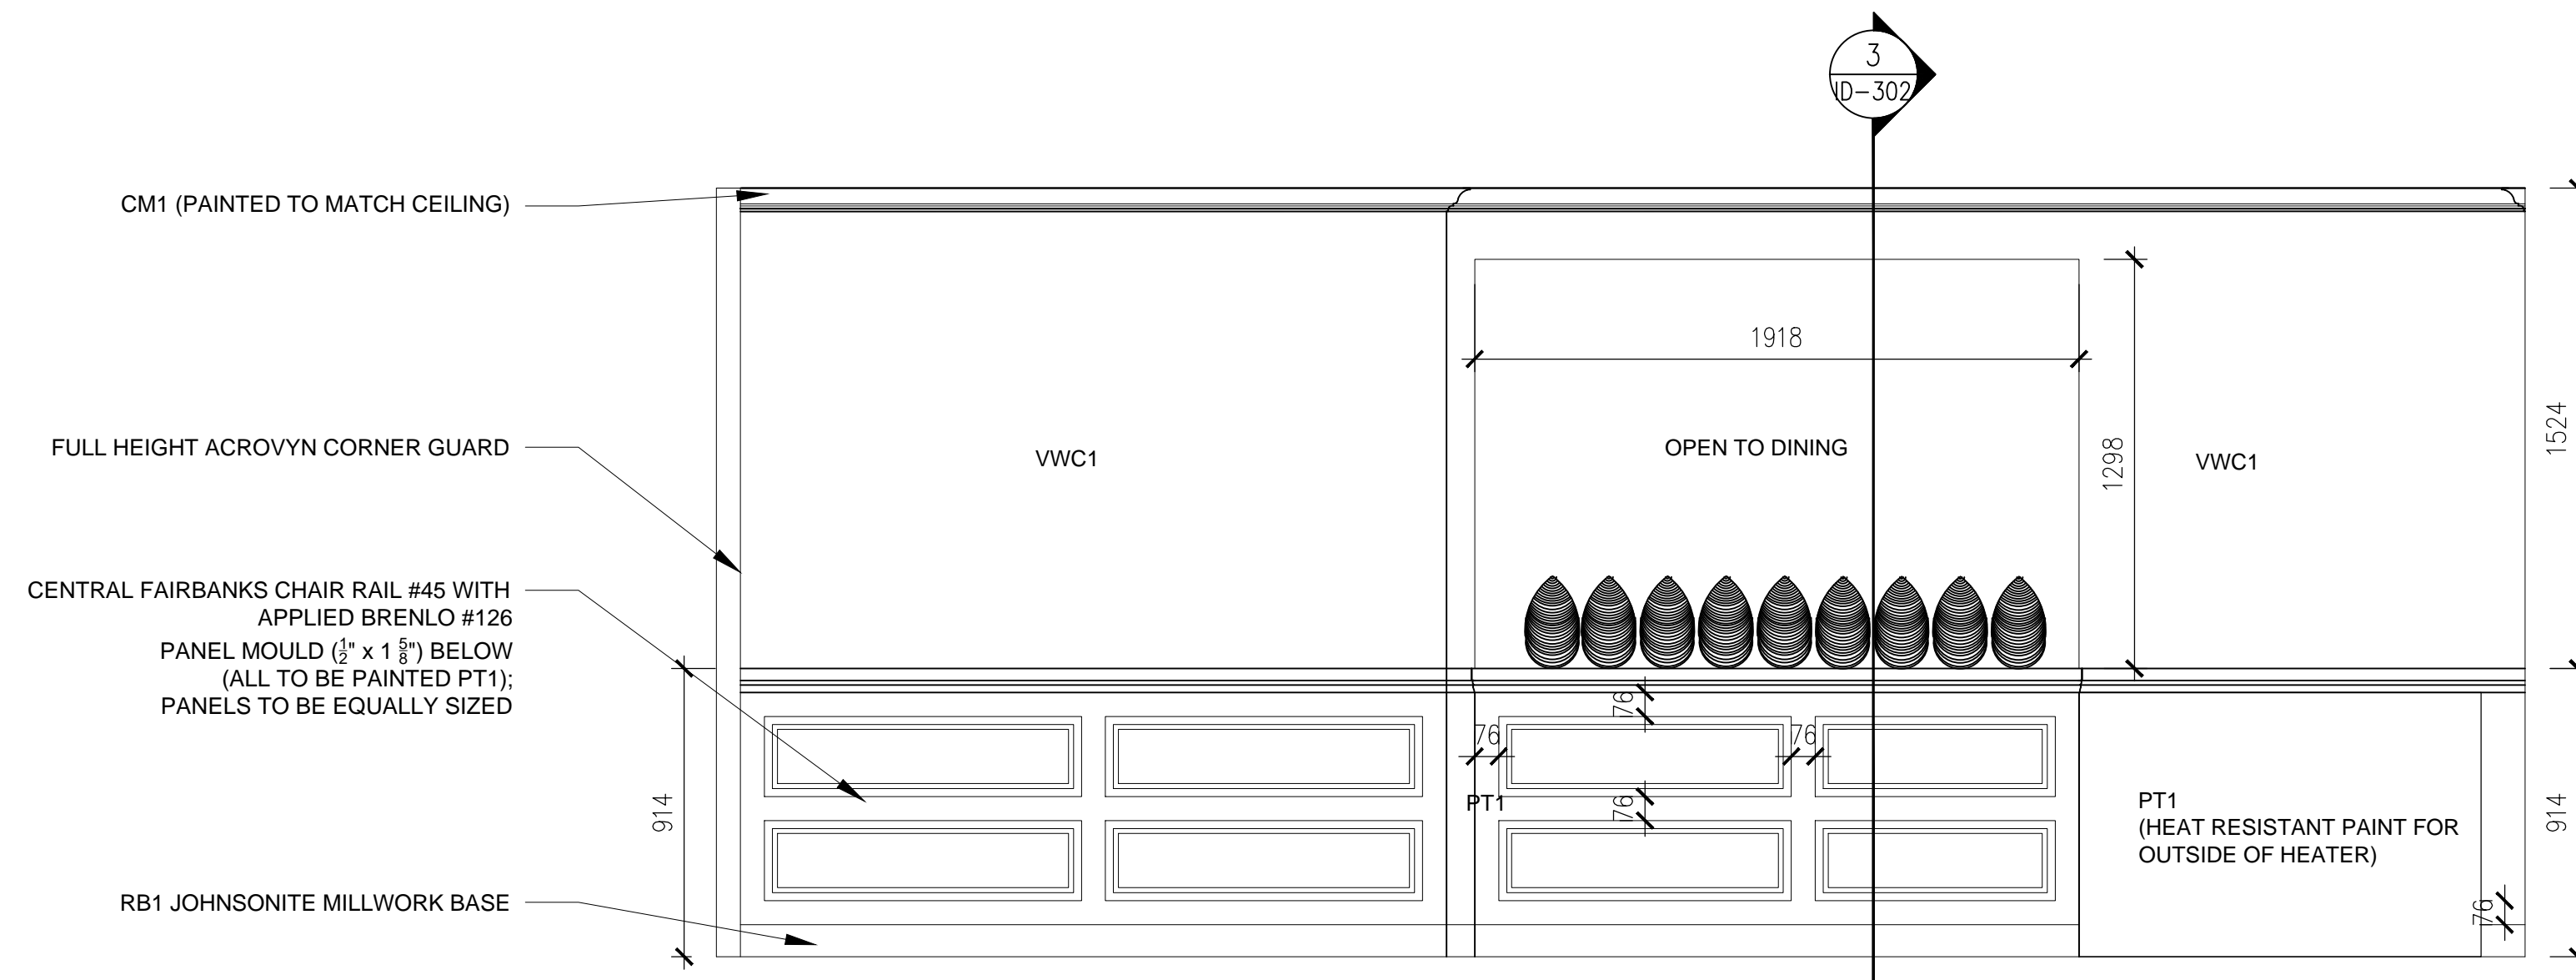 3
ID-302
CM1 (PAINTED TO MATCH CEILING)
1918
FULL HEIGHT ACROVYN CORNER GUARD
VWC1
OPEN TO DINING
1298
VWC1
1524
CENTRAL FAIRBANKS CHAIR RAIL #45 WITH
APPLIED BRENLO #126
PANEL MOULD (1/2" x 1 5/8") BELOW
(ALL TO BE PAINTED PT1);
PANELS TO BE EQUALLY SIZED
76
76
76
914
PT1
76
PT1
(HEAT RESISTANT PAINT FOR
OUTSIDE OF HEATER)
914
RB1 JOHNSONITE MILLWORK BASE
76